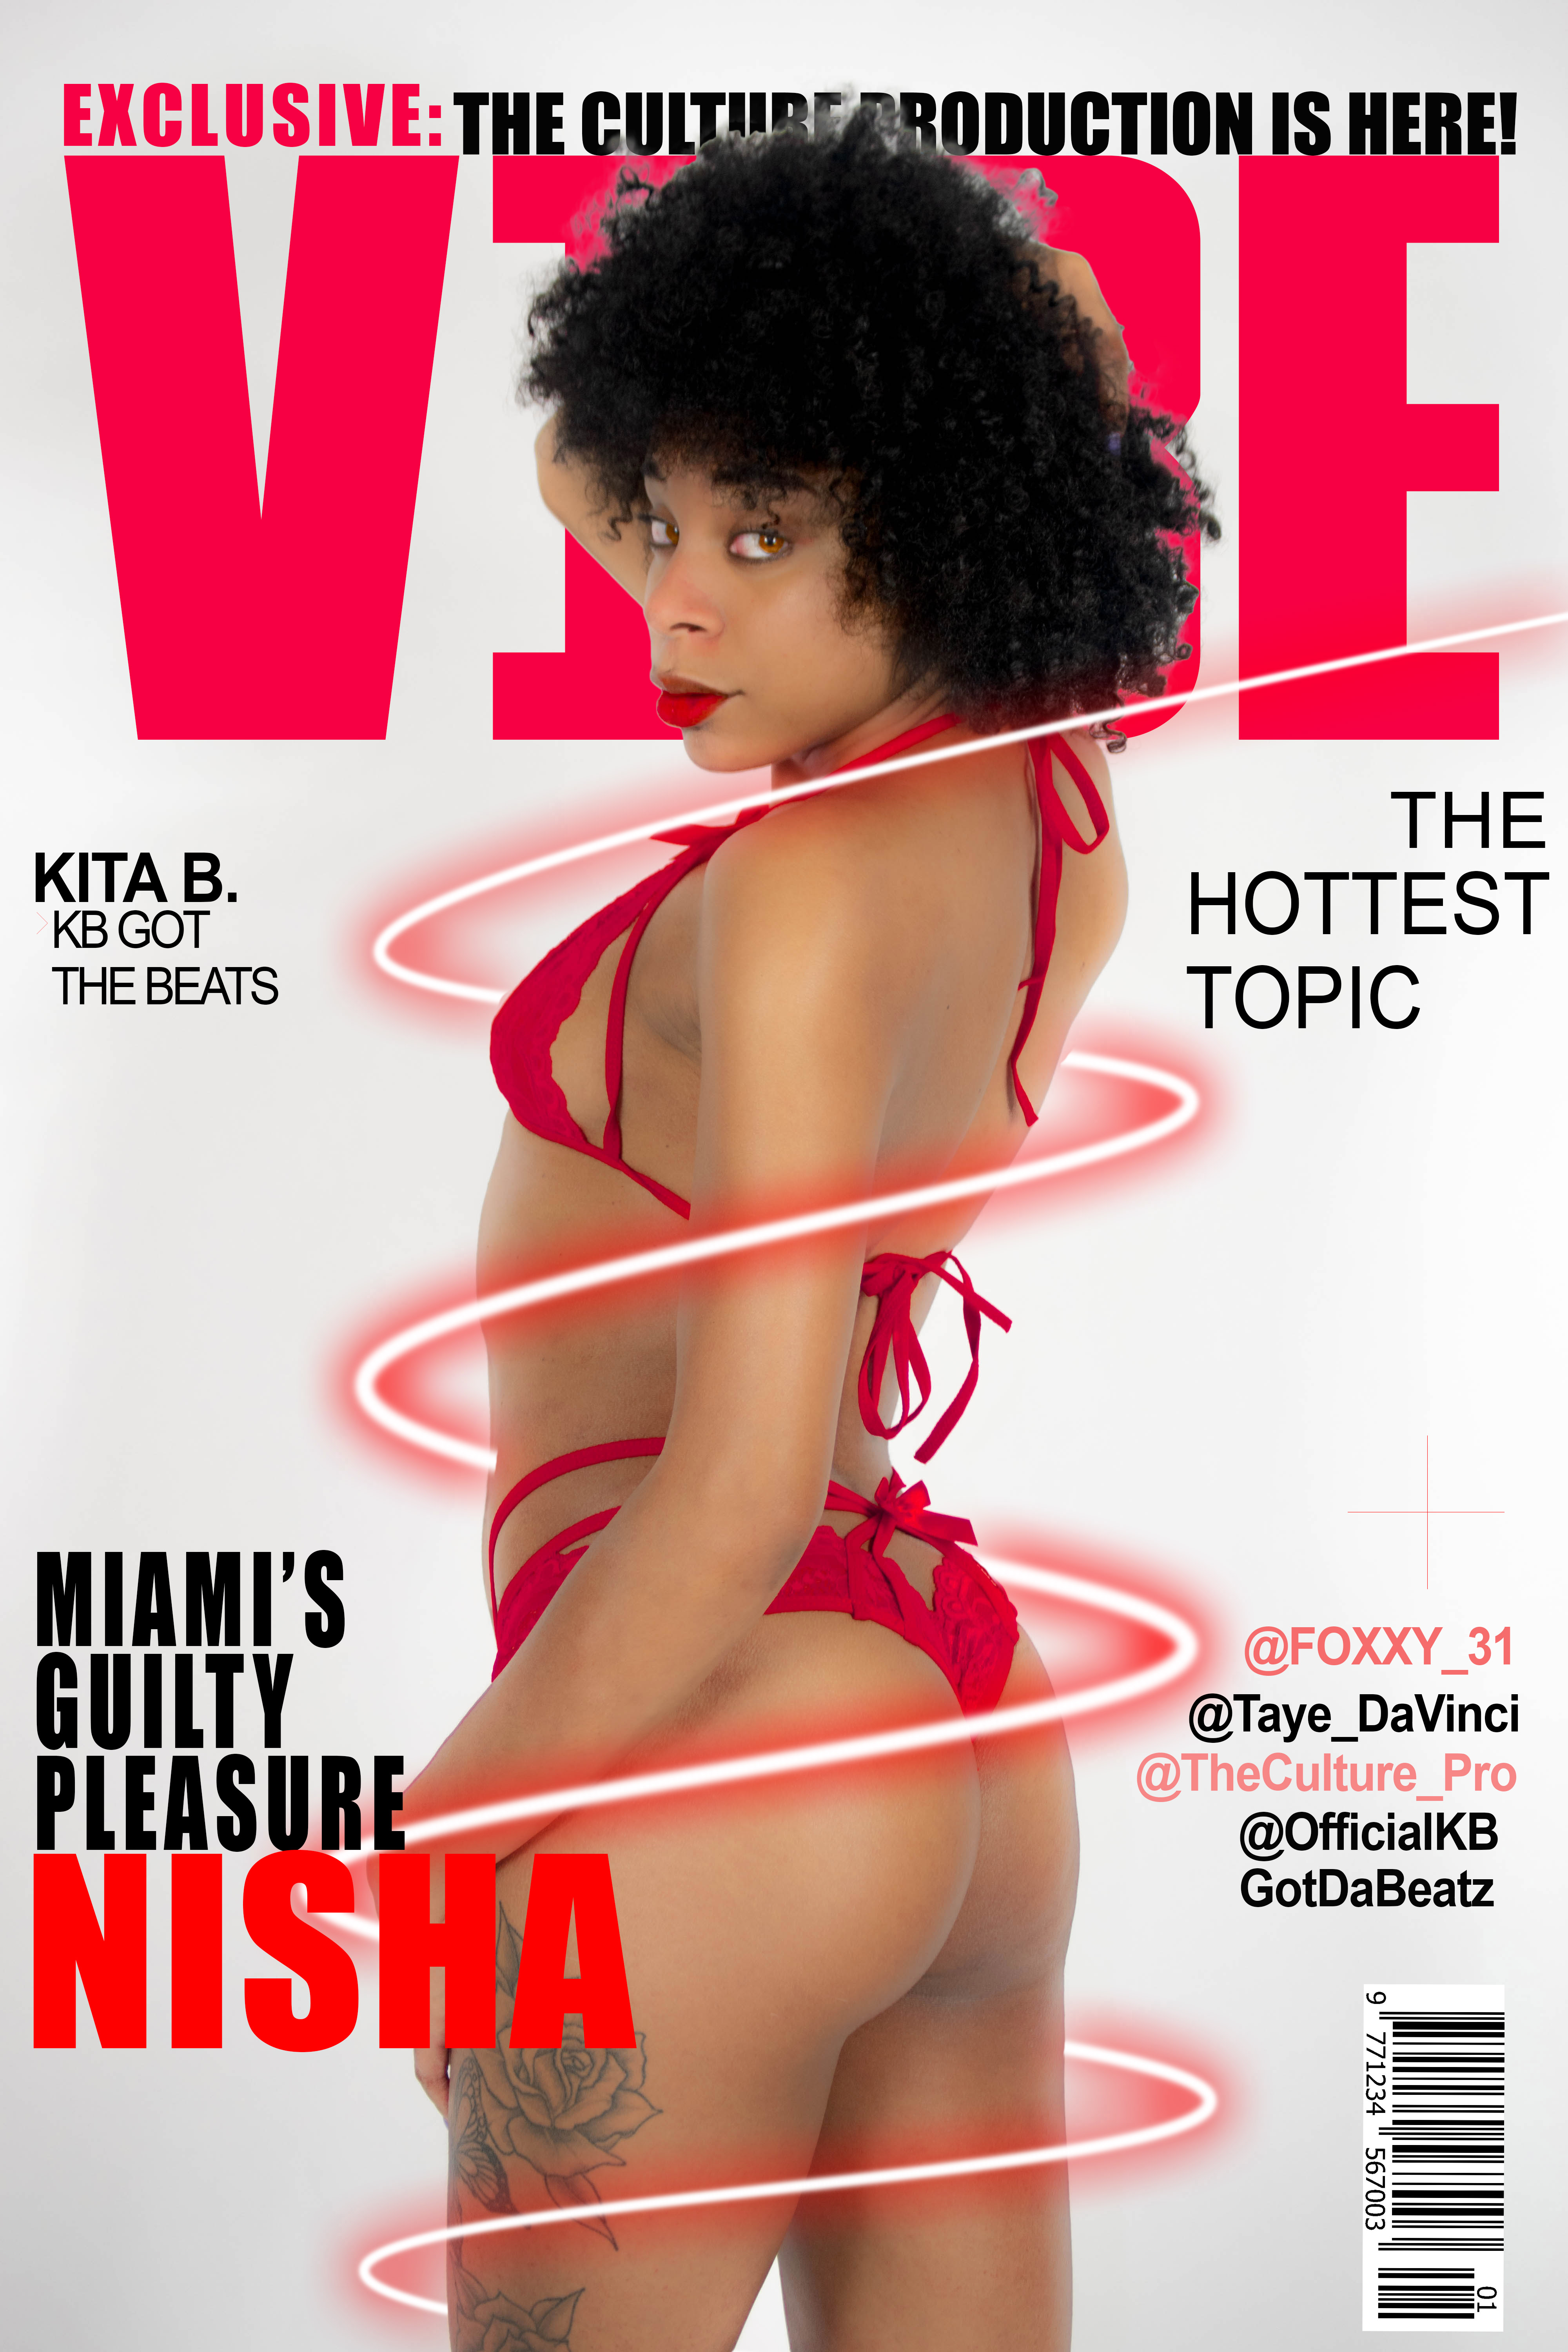 EXCLUSIVE: THE CULTURE PRODUCTION IS HERE!
VIBE
THE
HOTTEST
TOPIC
KITA B.
KB GOT
THE BEATS
MIAMI'S
GUILTY
PLEASURE
NISHA
@FOXXY_31
@Taye_DaVinci
@TheCulture_Pro
@OfficialKB
GotDaBeatz
9 771234 567003
01